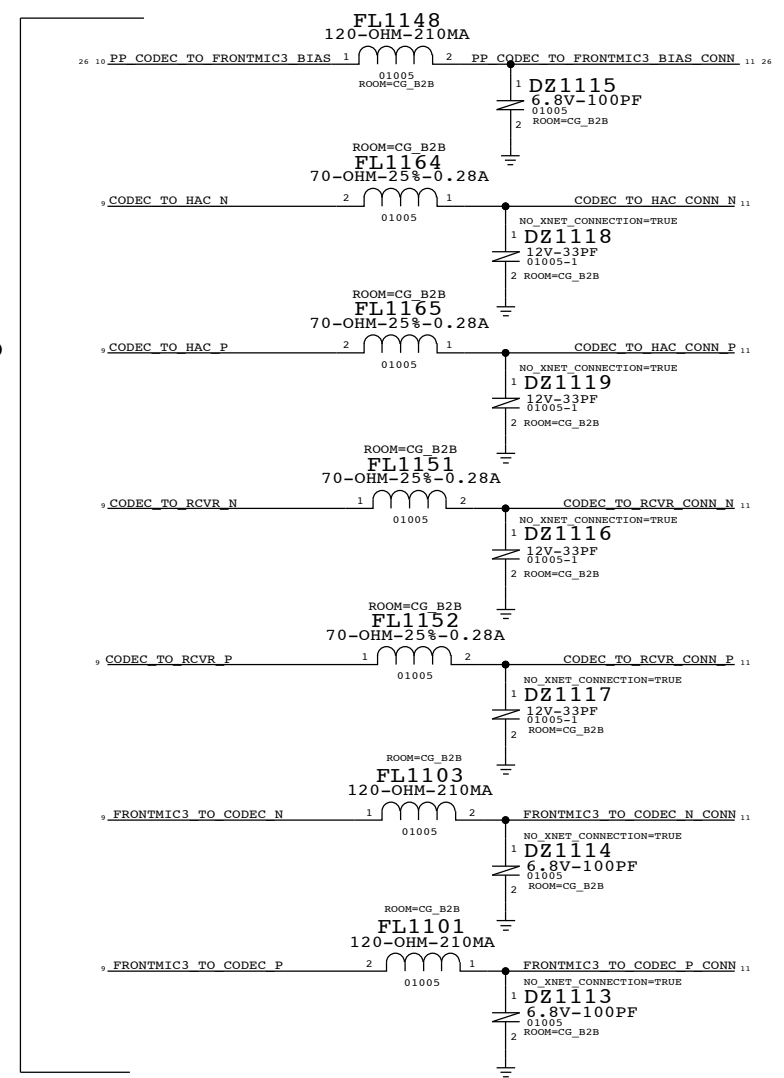 FL1148
120-OHM-210MA
26 10 PP_CODEC_TO_FRONTMIC3_BIAS 1 2 PP_CODEC_TO_FRONTMIC3_BIAS_CONN 11 26
01005
ROOM=CG_B2B
1 DZ1115
6.8V-100PF
01005
2 ROOM=CG_B2B
ROOM=CG_B2B
FL1164
70-OHM-25%-0.28A
9 CODEC_TO_HAC_N 2 1 CODEC_TO_HAC_CONN_N 11
01005
NO_XNET_CONNECTION=TRUE
1 DZ1118
12V-33PF
01005-1
2 ROOM=CG_B2B
ROOM=CG_B2B
FL1165
70-OHM-25%-0.28A
9 CODEC_TO_HAC_P 2 1 CODEC_TO_HAC_CONN_P 11
01005
NO_XNET_CONNECTION=TRUE
1 DZ1119
12V-33PF
01005-1
2 ROOM=CG_B2B
ROOM=CG_B2B
FL1151
70-OHM-25%-0.28A
9 CODEC_TO_RCVR_N 1 2 CODEC_TO_RCVR_CONN_N 11
01005
NO_XNET_CONNECTION=TRUE
1 DZ1116
12V-33PF
01005-1
2 ROOM=CG_B2B
ROOM=CG_B2B
FL1152
70-OHM-25%-0.28A
9 CODEC_TO_RCVR_P 1 2 CODEC_TO_RCVR_CONN_P 11
01005
NO_XNET_CONNECTION=TRUE
1 DZ1117
12V-33PF
01005-1
2 ROOM=CG_B2B
ROOM=CG_B2B
FL1103
120-OHM-210MA
9 FRONTMIC3_TO_CODEC_N 1 2 FRONTMIC3_TO_CODEC_N_CONN 11
01005
NO_XNET_CONNECTION=TRUE
1 DZ1114
6.8V-100PF
01005
2 ROOM=CG_B2B
ROOM=CG_B2B
FL1101
120-OHM-210MA
9 FRONTMIC3_TO_CODEC_P 2 1 FRONTMIC3_TO_CODEC_P_CONN 11
01005
NO_XNET_CONNECTION=TRUE
1 DZ1113
6.8V-100PF
01005
2 ROOM=CG_B2B